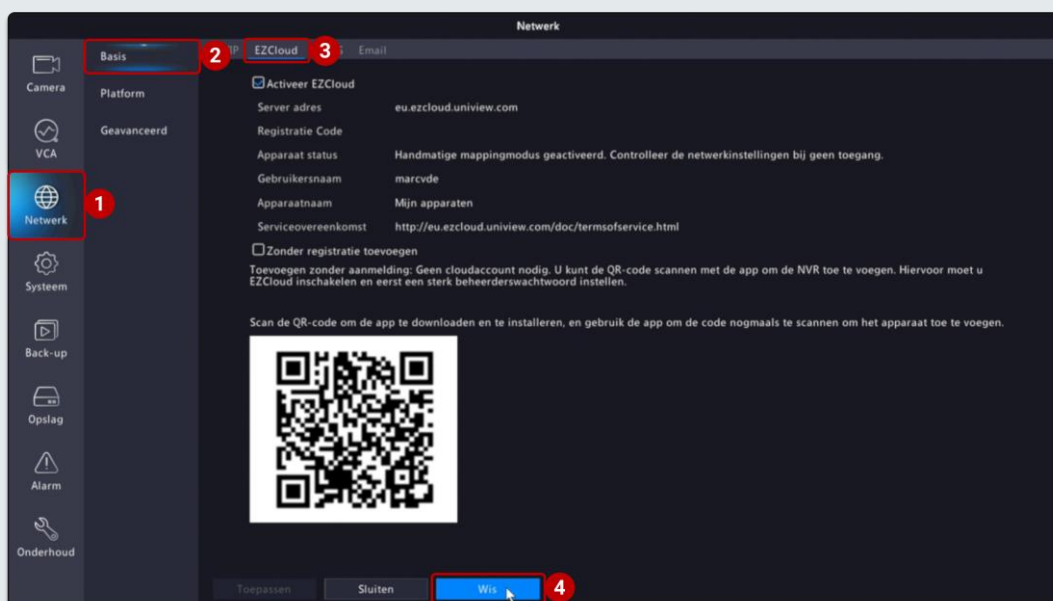 Netwerk
Camera
VCA
Netwerk
1
Systeem
Back-up
Opslag
Alarm
Onderhoud
Basis
2
Platform
Geavanceerd
IP EZCloud 3 S Email
Activeer EZCloud
Server adres eu.ezcloud.uniview.com
Registratie Code
Apparaat status Handmatige mappingmodus geactiveerd. Controlleer de netwerkinstellingen bij geen toegang.
Gebruikersnaam marcvde
Apparaatnaam Mijn apparaten
Serviceovereenkomst http://eu.ezcloud.uniview.com/doc/termsofservice.html
Zonder registratie toevoegen
Toevoegen zonder aanmelding: Geen cloudaccount nodig. U kunt de QR-code scannen met de app om de NVR toe te voegen. Hiervoor moet u
EZCloud inschakelen en eerst een sterk beheerderswachtwoord instellen.
Scan de QR-code om de app te downloaden en te installeren, en gebruik de app om de code nogmaals te scannen om het apparaat toe te voegen.
Toepassen Sluiten Wis 4